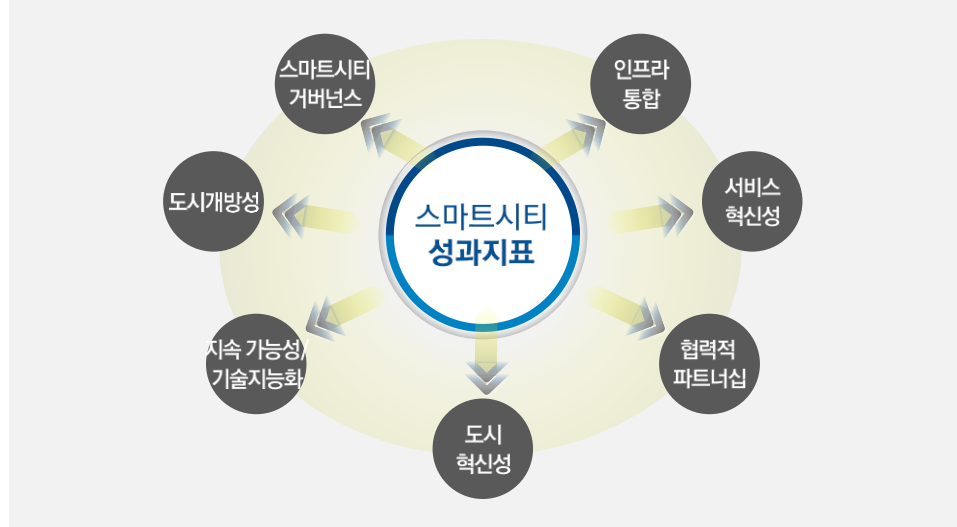 스마트시티
거버넌스
인프라
통합
도시개방성
스마트시티
성과지표
서비스
혁신성
지속 가능성/
기술지능화
협력적
파트너십
도시
혁신성